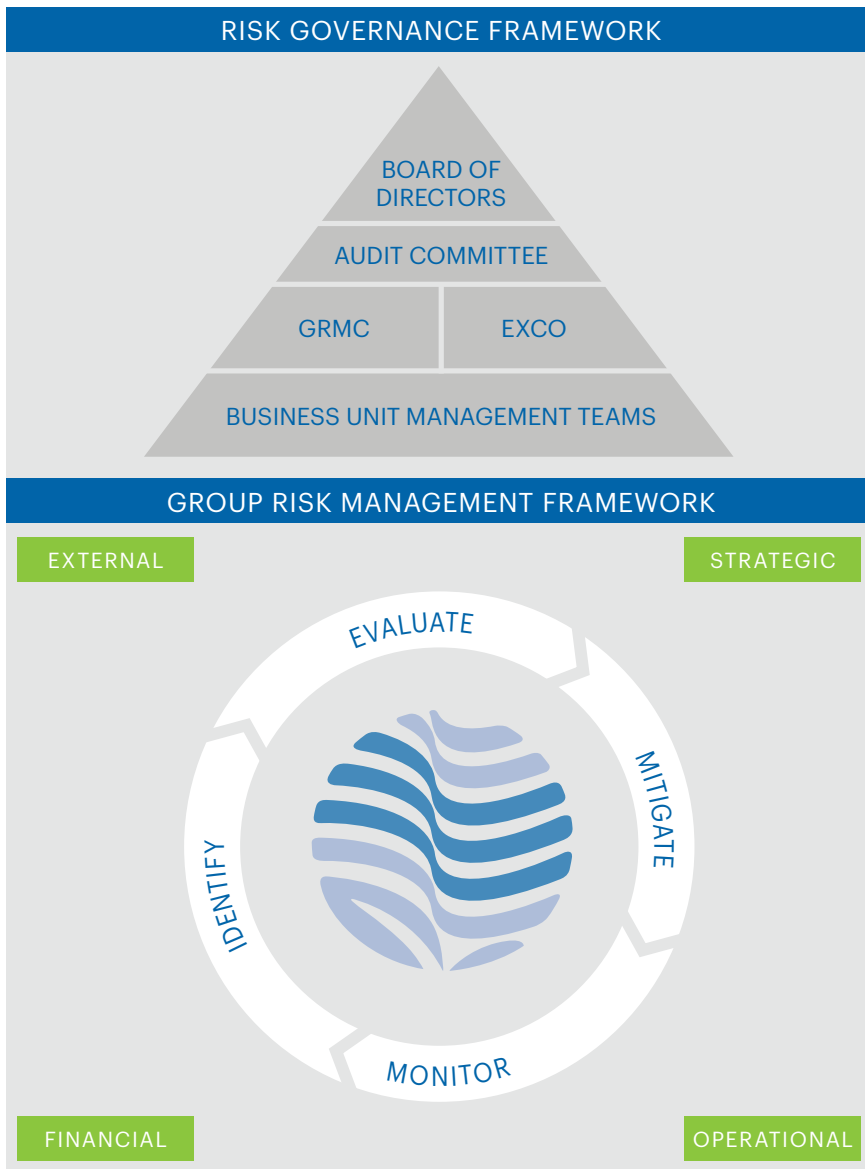 RISK GOVERNANCE FRAMEWORK
BOARD OF
DIRECTORS
AUDIT COMMITTEE
GRMC
EXCO
BUSINESS UNIT MANAGEMENT TEAMS
GROUP RISK MANAGEMENT FRAMEWORK
EXTERNAL
STRATEGIC
EVALUATE
MITIGATE
IDENTIFY
MONITOR
FINANCIAL
OPERATIONAL